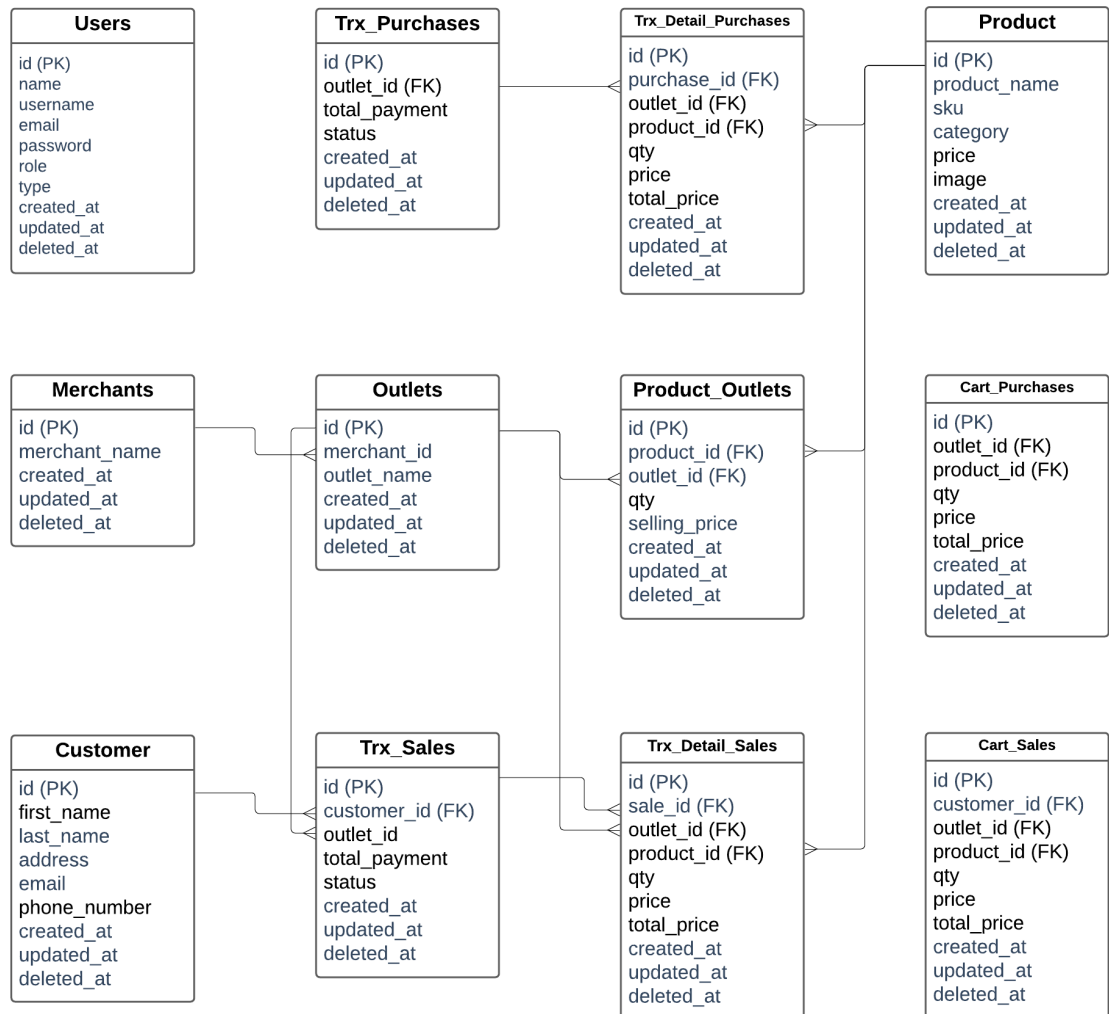 Users
id (PK)
name
username
email
password
role
type
created_at
updated_at
deleted_at
Trx_Purchases
id (PK)
outlet_id (FK)
total_payment
status
created_at
updated_at
deleted_at
Trx_Detail_Purchases
id (PK)
purchase_id (FK)
outlet_id (FK)
product_id (FK)
qty
price
total_price
created_at
updated_at
deleted_at
Product
id (PK)
product_name
sku
category
price
image
created_at
updated_at
deleted_at
Merchants
id (PK)
merchant_name
created_at
updated_at
deleted_at
Outlets
id (PK)
merchant_id
outlet_name
created_at
updated_at
deleted_at
Product_Outlets
id (PK)
product_id (FK)
outlet_id (FK)
qty
selling_price
created_at
updated_at
deleted_at
Cart_Purchases
id (PK)
outlet_id (FK)
product_id (FK)
qty
price
total_price
created_at
updated_at
deleted_at
Customer
id (PK)
first_name
last_name
address
email
phone_number
created_at
updated_at
deleted_at
Trx_Sales
id (PK)
customer_id (FK)
outlet_id
total_payment
status
created_at
updated_at
deleted_at
Trx_Detail_Sales
id (PK)
sale_id (FK)
outlet_id (FK)
product_id (FK)
qty
price
total_price
created_at
updated_at
deleted_at
Cart_Sales
id (PK)
customer_id (FK)
outlet_id (FK)
product_id (FK)
qty
price
total_price
created_at
updated_at
deleted_at